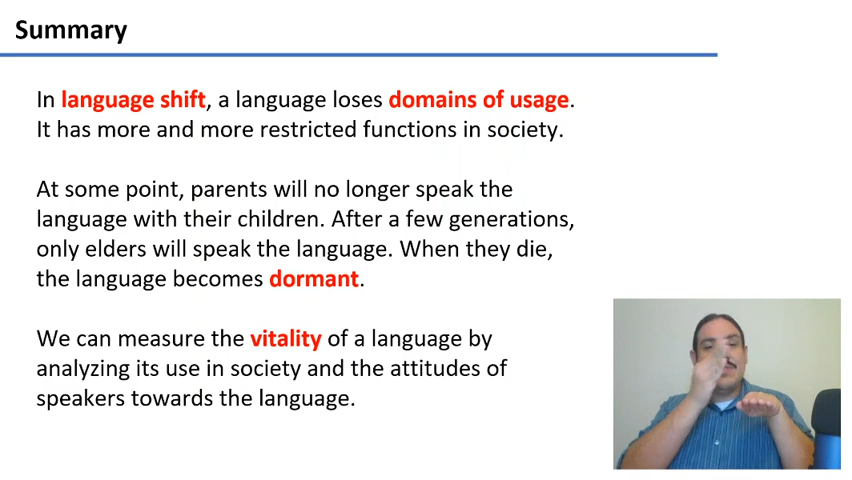 Summary
In language shift, a language loses domains of usage.
It has more and more restricted functions in society.
At some point, parents will no longer speak the
language with their children. After a few generations,
only elders will speak the language. When they die,
the language becomes dormant.
We can measure the vitality of a language by
analyzing its use in society and the attitudes of
speakers towards the language.